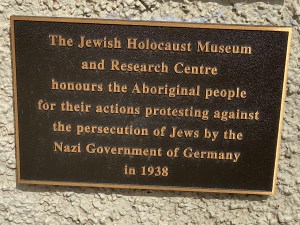 The Jewish Holocaust Museum
and Research Centre
honours the Aboriginal people
for their actions protesting against
the persecution of Jews by the
Nazi Government of Germany
in 1938